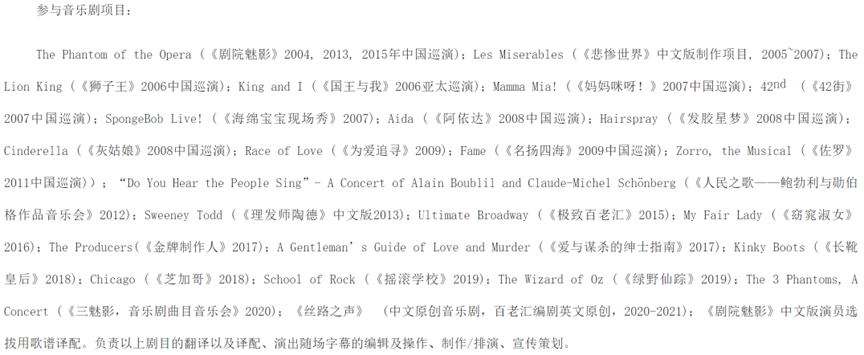 参与音乐剧项目：
The Phantom of the Opera (《剧院魅影》2004, 2013, 2015年中国巡演)；Les Miserables (《悲惨世界》中文版制作项目, 2005~2007)；The
Lion King (《狮子王》2006中国巡演)；King and I (《国王与我》2006亚太巡演)；Mamma Mia! (《妈妈咪呀！》2007中国巡演)；42nd (《42街》
2007中国巡演)；SpongeBob Live! (《海绵宝宝现场秀》2007)；Aida (《阿依达》2008中国巡演)；Hairspray (《发胶星梦》2008中国巡演)；
Cinderella (《灰姑娘》2008中国巡演)；Race of Love (《为爱追寻》2009)；Fame (《名扬四海》2009中国巡演)；Zorro, the Musical (《佐罗》
2011中国巡演))；“Do You Hear the People Sing”- A Concert of Alain Boublil and Claude-Michel Schönberg (《人民之歌——鲍勃利与勋伯
格作品音乐会》2012)；Sweeney Todd (《理发师陶德》中文版2013)；Ultimate Broadway (《极致百老汇》2015)；My Fair Lady (《窈窕淑女》
2016)；The Producers(《金牌制作人》2017)；A Gentleman’s Guide of Love and Murder (《爱与谋杀的绅士指南》2017)；Kinky Boots (《长靴
皇后》2018)；Chicago (《芝加哥》2018)；School of Rock (《摇滚学校》2019)；The Wizard of Oz (《绿野仙踪》2019)；The 3 Phantoms, A
Concert (《三魅影，音乐剧曲目音乐会》2020)；《丝路之声》 (中文原创音乐剧，百老汇编剧英文原创，2020-2021)；《剧院魅影》中文版演员选
拔用歌谱译配。负责以上剧目的翻译以及译配、演出随场字幕的编辑及操作、制作/排演、宣传策划。